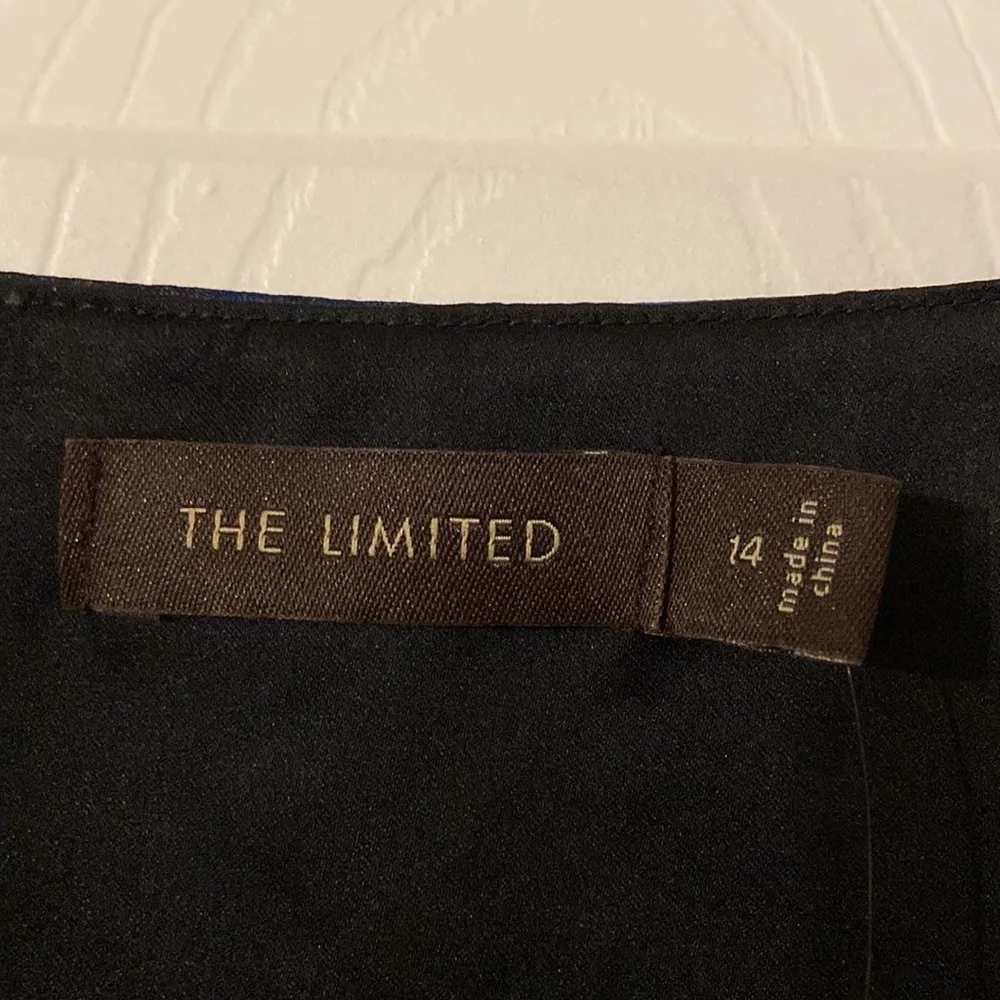 THE LIMITED
14
made in
china